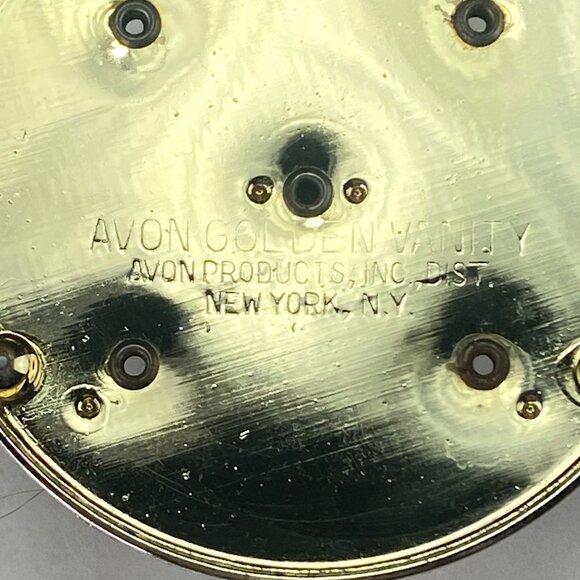 AVON GOLDEN VANITY
AVON PRODUCTS, INC., DIST.
NEW YORK, N.Y.